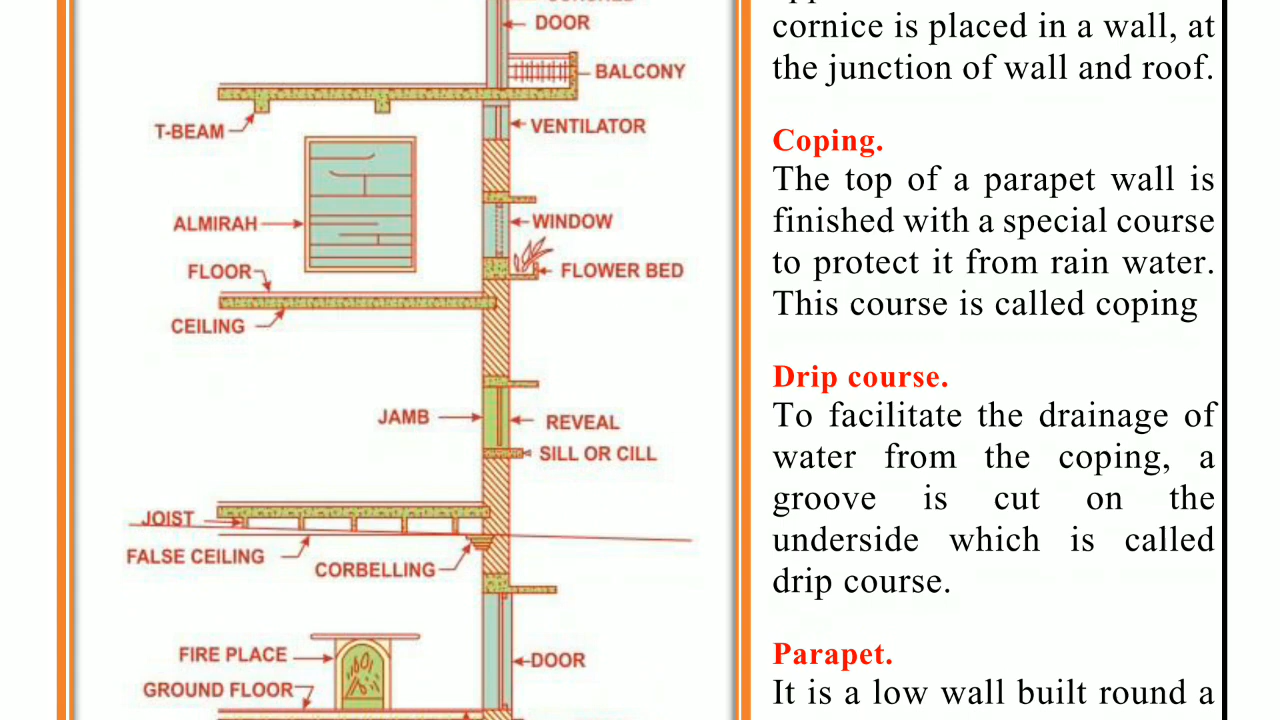 DOOR
BALCONY
T-BEAM
VENTILATOR
ALMIRAH
WINDOW
FLOOR
FLOWER BED
CEILING
JAMB
REVEAL
SILL OR CILL
JOIST
FALSE CEILING
CORBELLING
FIRE PLACE
DOOR
GROUND FLOOR
cornice is placed in a wall, at
the junction of wall and roof.
Coping.
The top of a parapet wall is
finished with a special course
to protect it from rain water.
This course is called coping
Drip course.
To facilitate the drainage of
water from the coping, a
groove is cut on the
underside which is called
drip course.
Parapet.
It is a low wall built round a